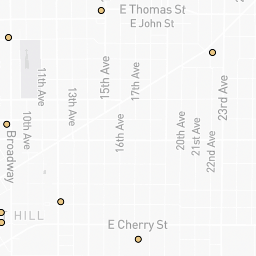 E Thomas St
E John St
15th Ave
17th Ave
11th Ave
10th Ave
13th Ave
23rd Ave
16th Ave
20th Ave
21st Ave
22nd Ave
Broadway
HILL
E Cherry St